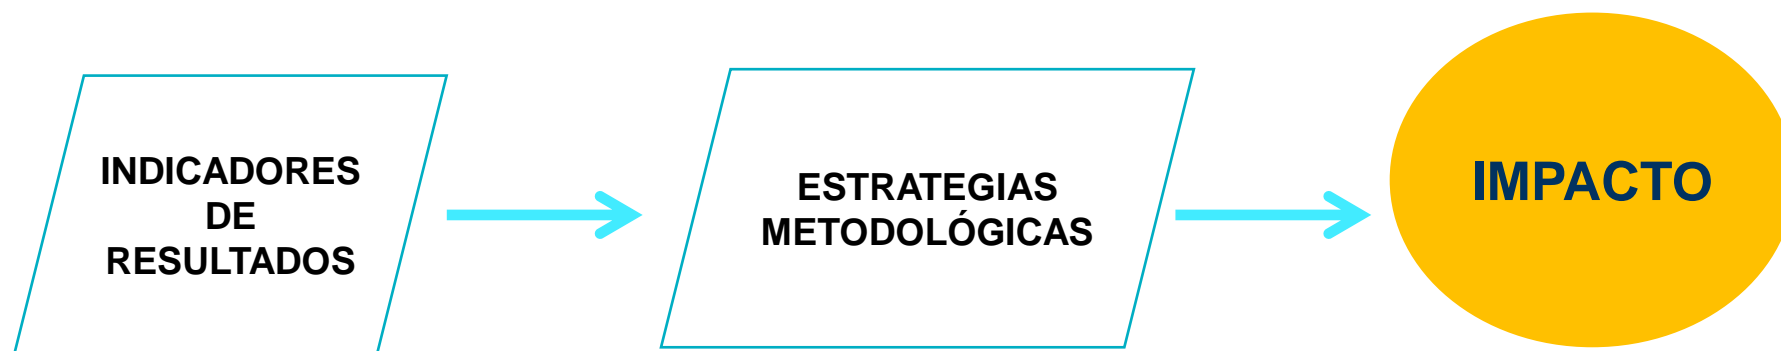 INDICADORES
DE
RESULTADOS
ESTRATEGIAS
METODOLÓGICAS
IMPACTO